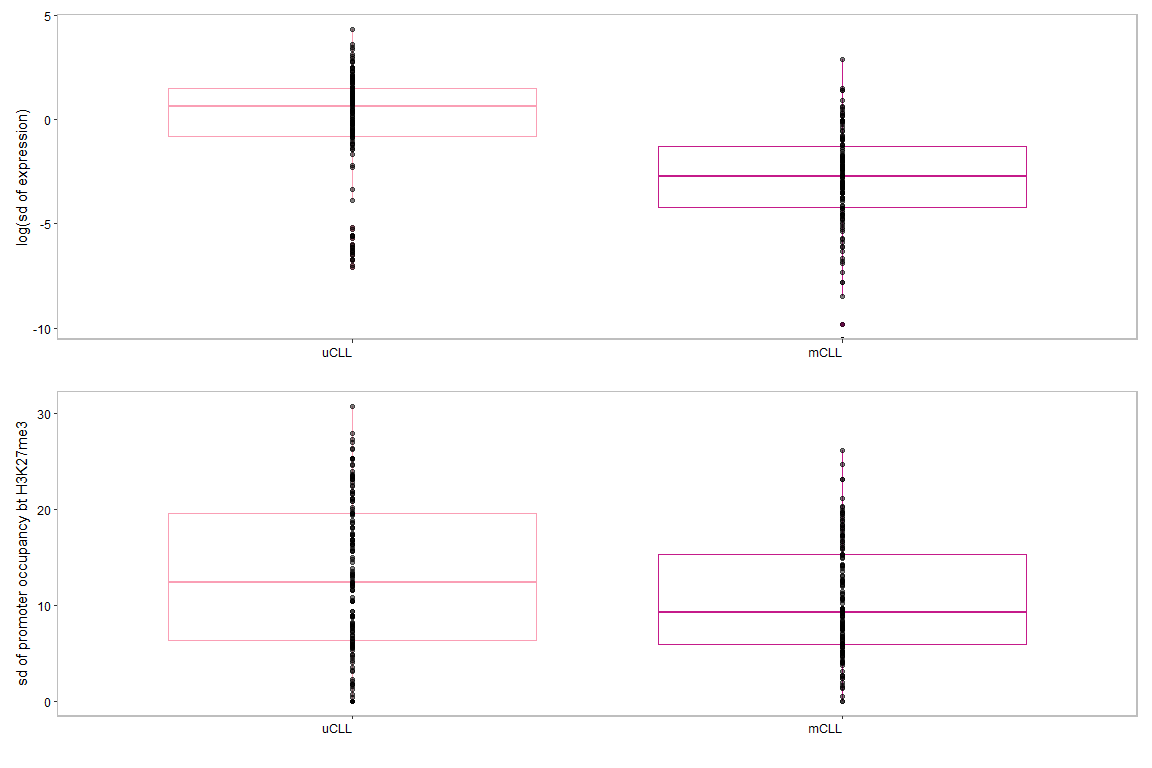 5
0
-5
-10
log(sd of expression)
uCLL
mCLL
30
20
10
0
sd of promoter occupancy bt H3K27me3
uCLL
mCLL